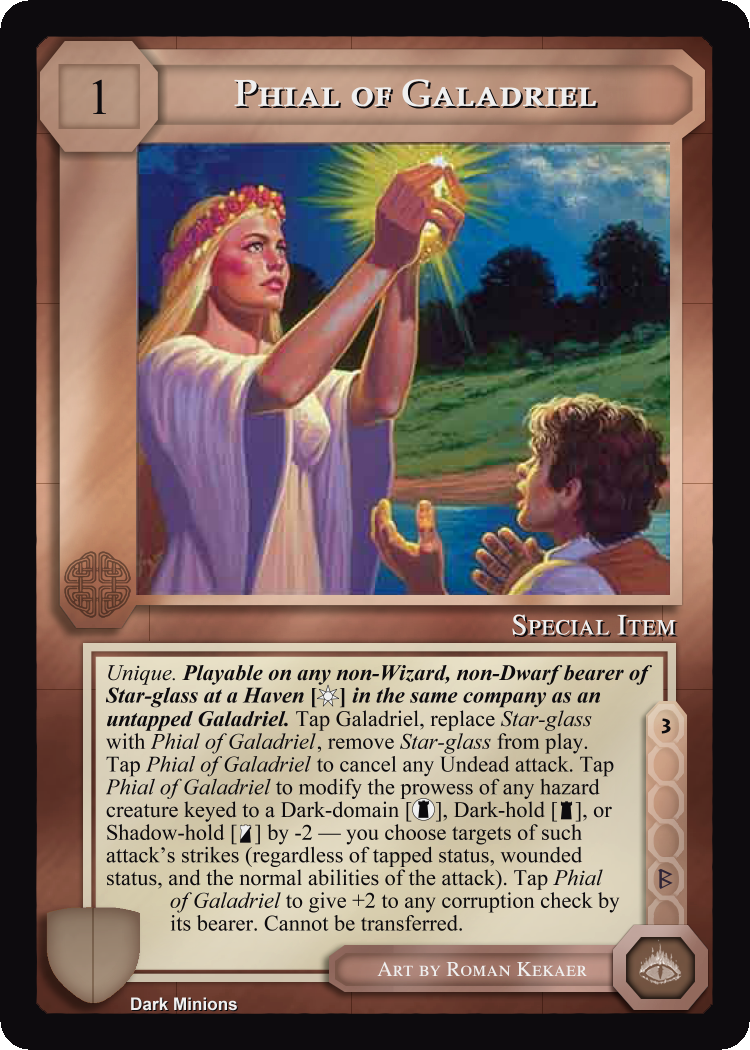 1
Phial of Galadriel
Special Item
Unique. Playable on any non-Wizard, non-Dwarf bearer of
Star-glass at a Haven [] in the same company as an
untapped Galadriel. Tap Galadriel, replace Star-glass
with Phial of Galadriel, remove Star-glass from play.
Tap Phial of Galadriel to cancel any Undead attack. Tap
Phial of Galadriel to modify the prowess of any hazard
creature keyed to a Dark-domain [], Dark-hold [], or
Shadow-hold [] by -2 — you choose targets of such
attack's strikes (regardless of tapped status, wounded
status, and the normal abilities of the attack). Tap Phial
of Galadriel to give +2 to any corruption check by
its bearer. Cannot be transferred.
3
ᛒ
Art by Roman Kekaer
Dark Minions